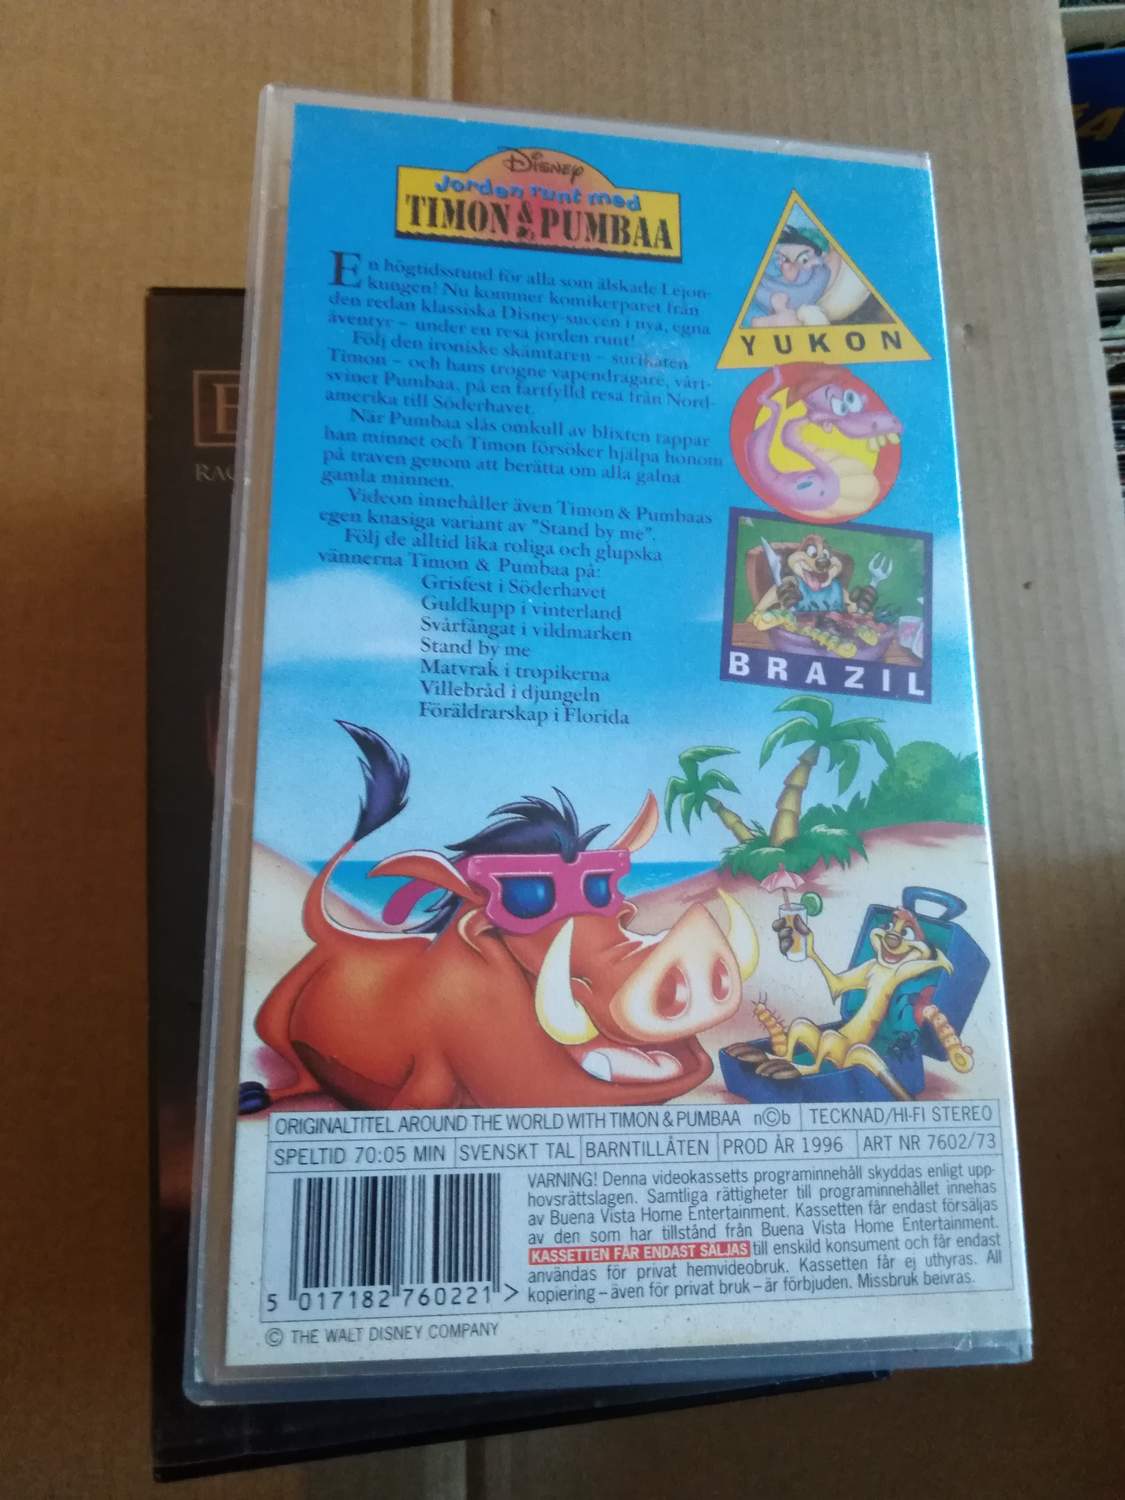 Disney
Jorden runt med
TIMON & PUMBAA
En högtidsstund för alla som älskade Lejon-
kungen! Nu kommer komikerparet från
den redan klassiska Disney-succén i nya, egna
äventyr – under en resa jorden runt!
Följ den ironiske skämtaren – surikaten
Timon – och hans trogne vapendragare, vårt-
svinet Pumbaa, på en fartfylld resa från Nord-
amerika till Söderhavet.
När Pumbaa slås omkull av blixten tappar
han minnet och Timon försöker hjälpa honom
på traven genom att berätta om alla galna
gamla minnen.
Videon innehåller även Timon & Pumbaas
egen knasiga variant av "Stand by me".
Följ de alltid lika roliga och glupska
vännerna Timon & Pumbaa på:
Grisfest i Söderhavet
Guldkupp i vinterland
Svårfångat i vildmarken
Stand by me
Matvrak i tropikerna
Villebråd i djungeln
Föräldrarskap i Florida
YUKON
BRAZIL
ORIGINALTITEL AROUND THE WORLD WITH TIMON & PUMBAA n©b TECKNAD/HI-FI STEREO
SPELTID 70:05 MIN SVENSKT TAL BARNTILLÅTEN PROD ÅR 1996 ART NR 7602/73
VARNING! Denna videokassetts programinnehåll skyddas enligt upp-
hovsrättslagen. Samtliga rättigheter till programinnehållet innehas
av Buena Vista Home Entertainment. Kassetten får endast försäljas
av den som har tillstånd från Buena Vista Home Entertainment.
KASSETTEN FÅR ENDAST SÄLJAS till enskild konsument och får endast
användas för privat hemvideobruk. Kassetten får ej uthyras. All
kopiering – även för privat bruk – är förbjuden. Missbruk beivras.
5 017182 760221 >
© THE WALT DISNEY COMPANY